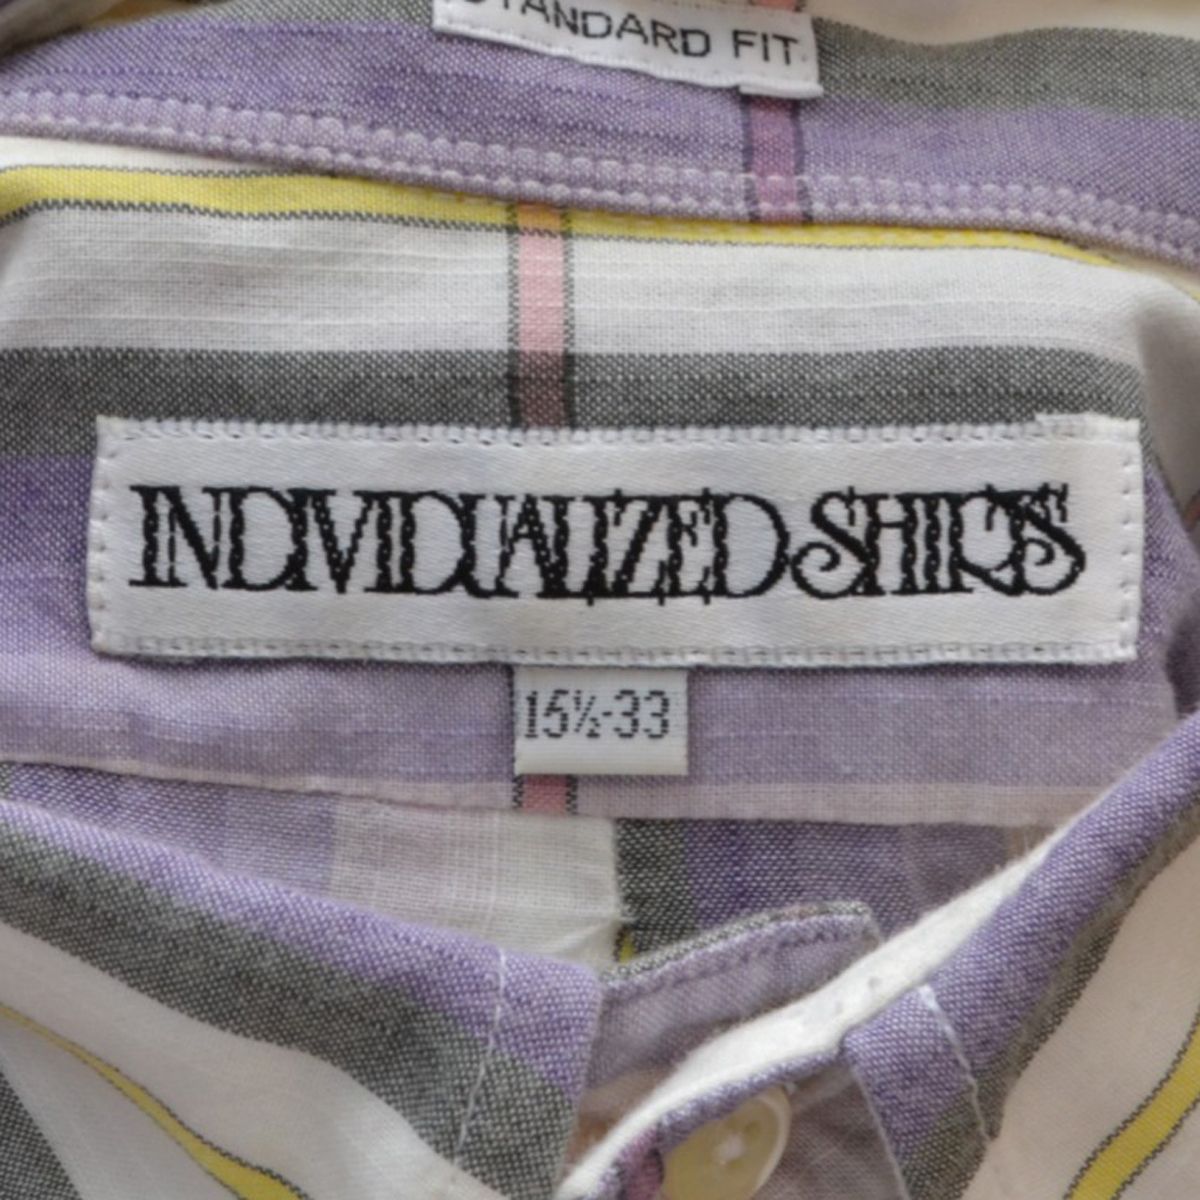 STANDARD FIT
INDIVIDUALIZED SHIRTS
15½-33